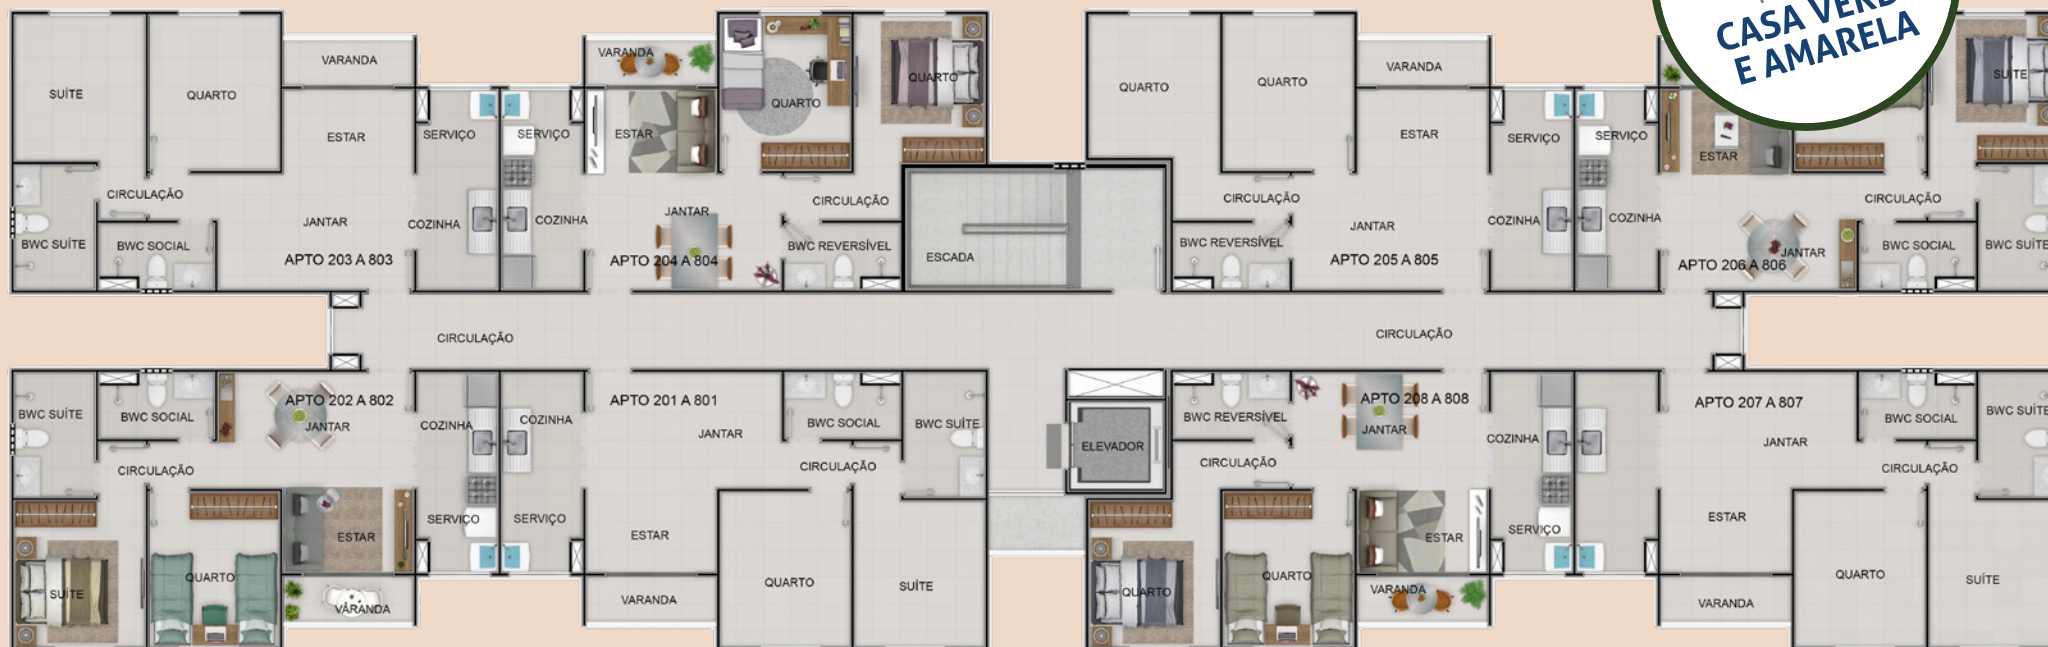 CASA VERD
E AMARELA
SUÍTE
QUARTO
VARANDA
ESTAR
SERVIÇO
CIRCULAÇÃO
JANTAR
COZINHA
BWC SUÍTE
BWC SOCIAL
APTO 203 A 803
VARANDA
QUARTO
QUARTO
SERVIÇO
ESTAR
COZINHA
JANTAR
CIRCULAÇÃO
BWC REVERSÍVEL
APTO 204 A 804
ESCADA
QUARTO
QUARTO
VARANDA
ESTAR
SERVIÇO
CIRCULAÇÃO
JANTAR
COZINHA
BWC REVERSÍVEL
APTO 205 A 805
SUÍTE
SERVIÇO
ESTAR
COZINHA
CIRCULAÇÃO
JANTAR
BWC SOCIAL
BWC SUÍTE
APTO 206 A 806
CIRCULAÇÃO
CIRCULAÇÃO
BWC SUÍTE
BWC SOCIAL
APTO 202 A 802
JANTAR
COZINHA
CIRCULAÇÃO
SERVIÇO
ESTAR
QUARTO
SUÍTE
VARANDA
APTO 201 A 801
COZINHA
JANTAR
BWC SOCIAL
BWC SUÍTE
CIRCULAÇÃO
SERVIÇO
ESTAR
VARANDA
QUARTO
SUÍTE
ELEVADOR
BWC REVERSÍVEL
APTO 208 A 808
JANTAR
COZINHA
CIRCULAÇÃO
SERVIÇO
ESTAR
QUARTO
QUARTO
VARANDA
APTO 207 A 807
JANTAR
BWC SOCIAL
BWC SUÍTE
CIRCULAÇÃO
ESTAR
VARANDA
QUARTO
SUÍTE